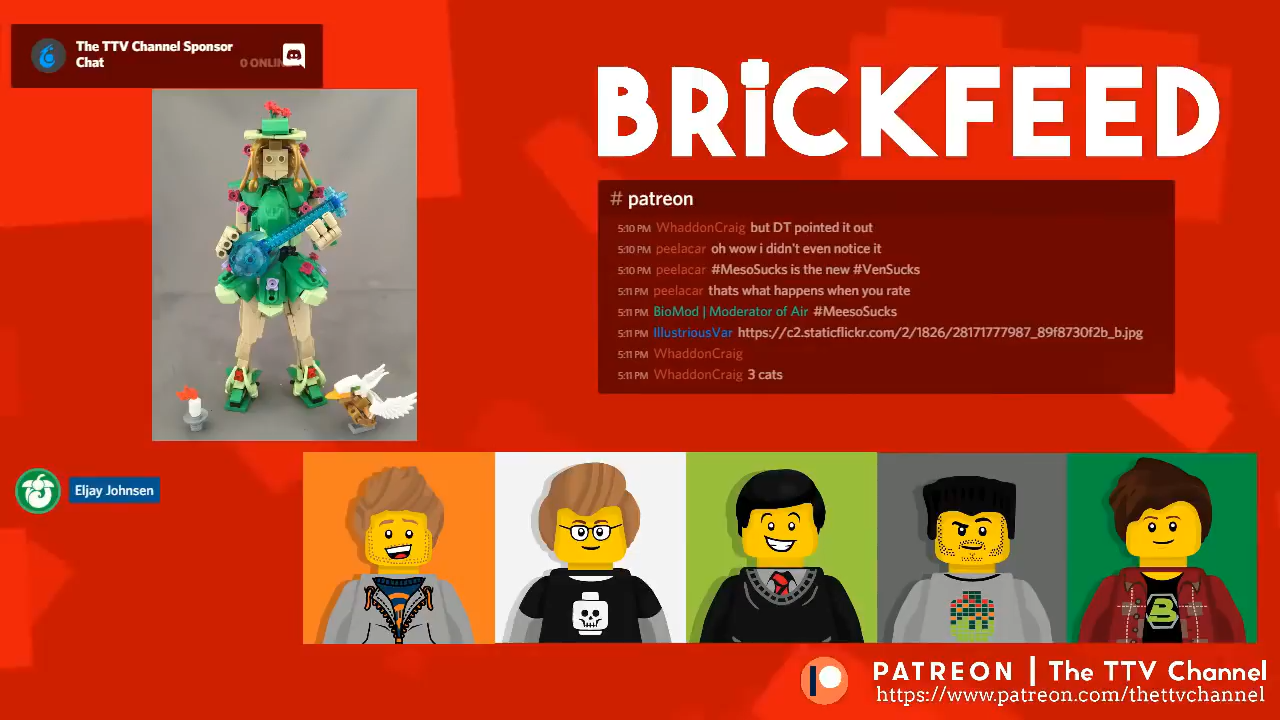 The TTV Channel Sponsor
Chat
0 ONLIN
BRICKFEED
# patreon
5:10 PM WhaddonCraig but DT pointed it out
5:10 PM peelacar oh wow i didn't even notice it
5:10 PM peelacar #MesoSucks is the new #VenSucks
5:11 PM peelacar thats what happens when you rate
5:11 PM BioMod | Moderator of Air #MeesoSucks
5:11 PM IllustriousVar https://c2.staticflickr.com/2/1826/28171777987_89f8730f2b_b.jpg
5:11 PM WhaddonCraig
5:11 PM WhaddonCraig 3 cats
Eljay Johnsen
B
PATREON | The TTV Channel
https://www.patreon.com/thettvchannel